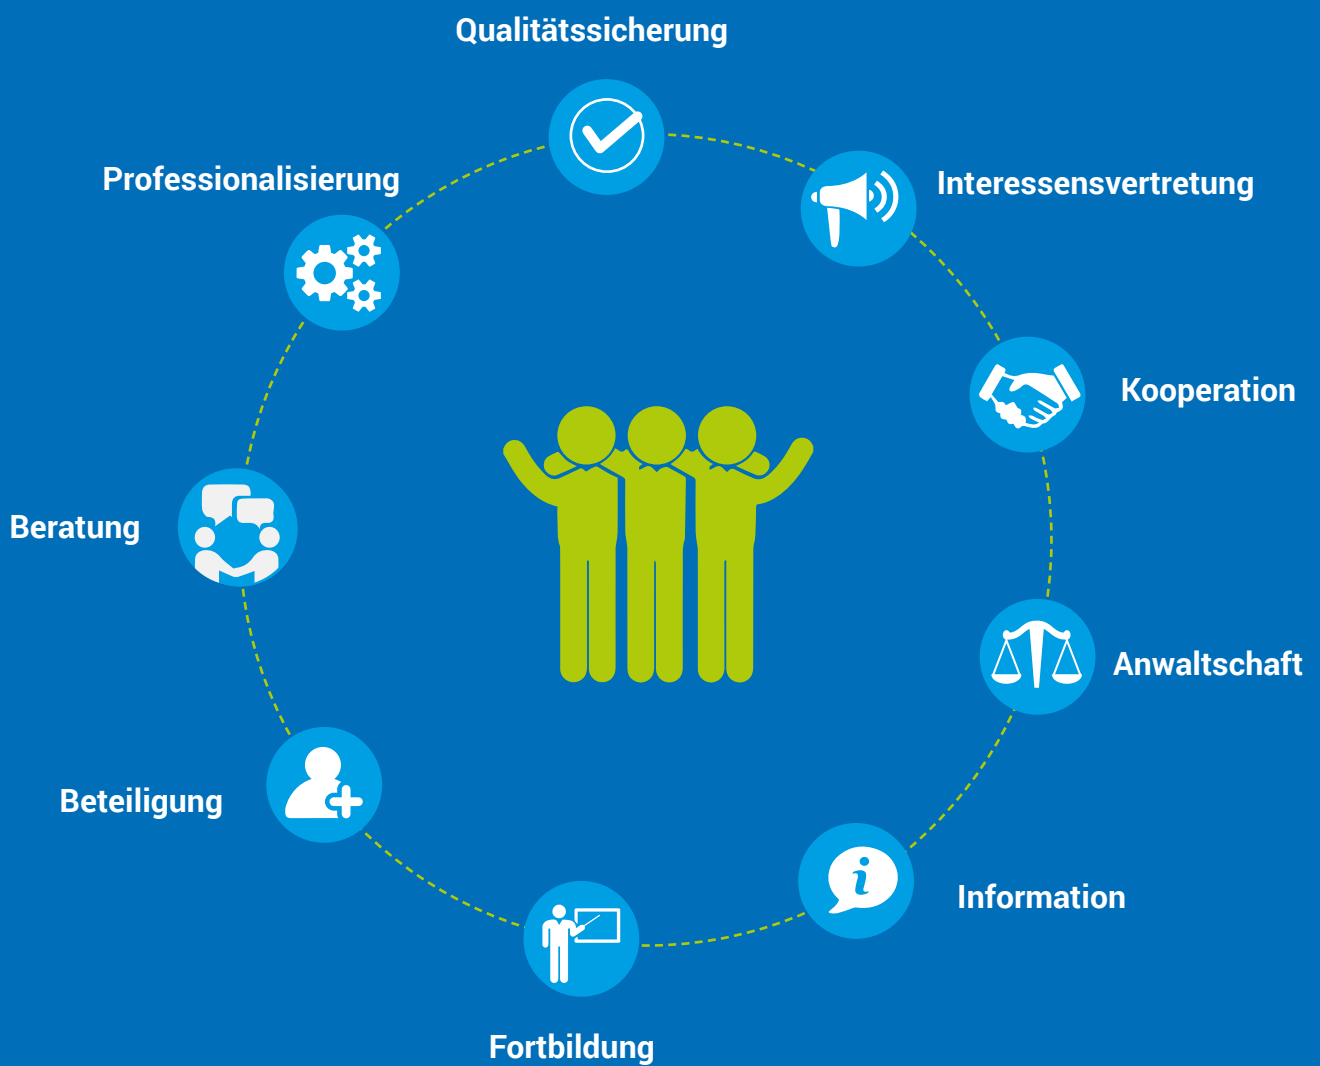 Qualitätssicherung
Professionalisierung
Interessensvertretung
Kooperation
Beratung
Anwaltschaft
Beteiligung
Information
Fortbildung